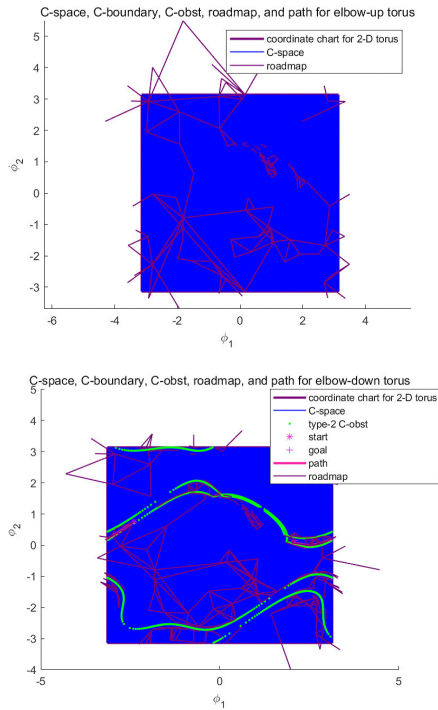 C-space, C-boundary, C-obst, roadmap, and path for elbow-up torus
coordinate chart for 2-D torus
C-space
roadmap
5
4
3
2
1
0
-1
-2
-3
ϕ2
-6
-4
-2
0
2
4
ϕ1
C-space, C-boundary, C-obst, roadmap, and path for elbow-down torus
coordinate chart for 2-D torus
C-space
type-2 C-obst
start
goal
path
roadmap
5
4
3
2
1
0
-1
-2
-3
-4
ϕ2
-5
0
5
ϕ1